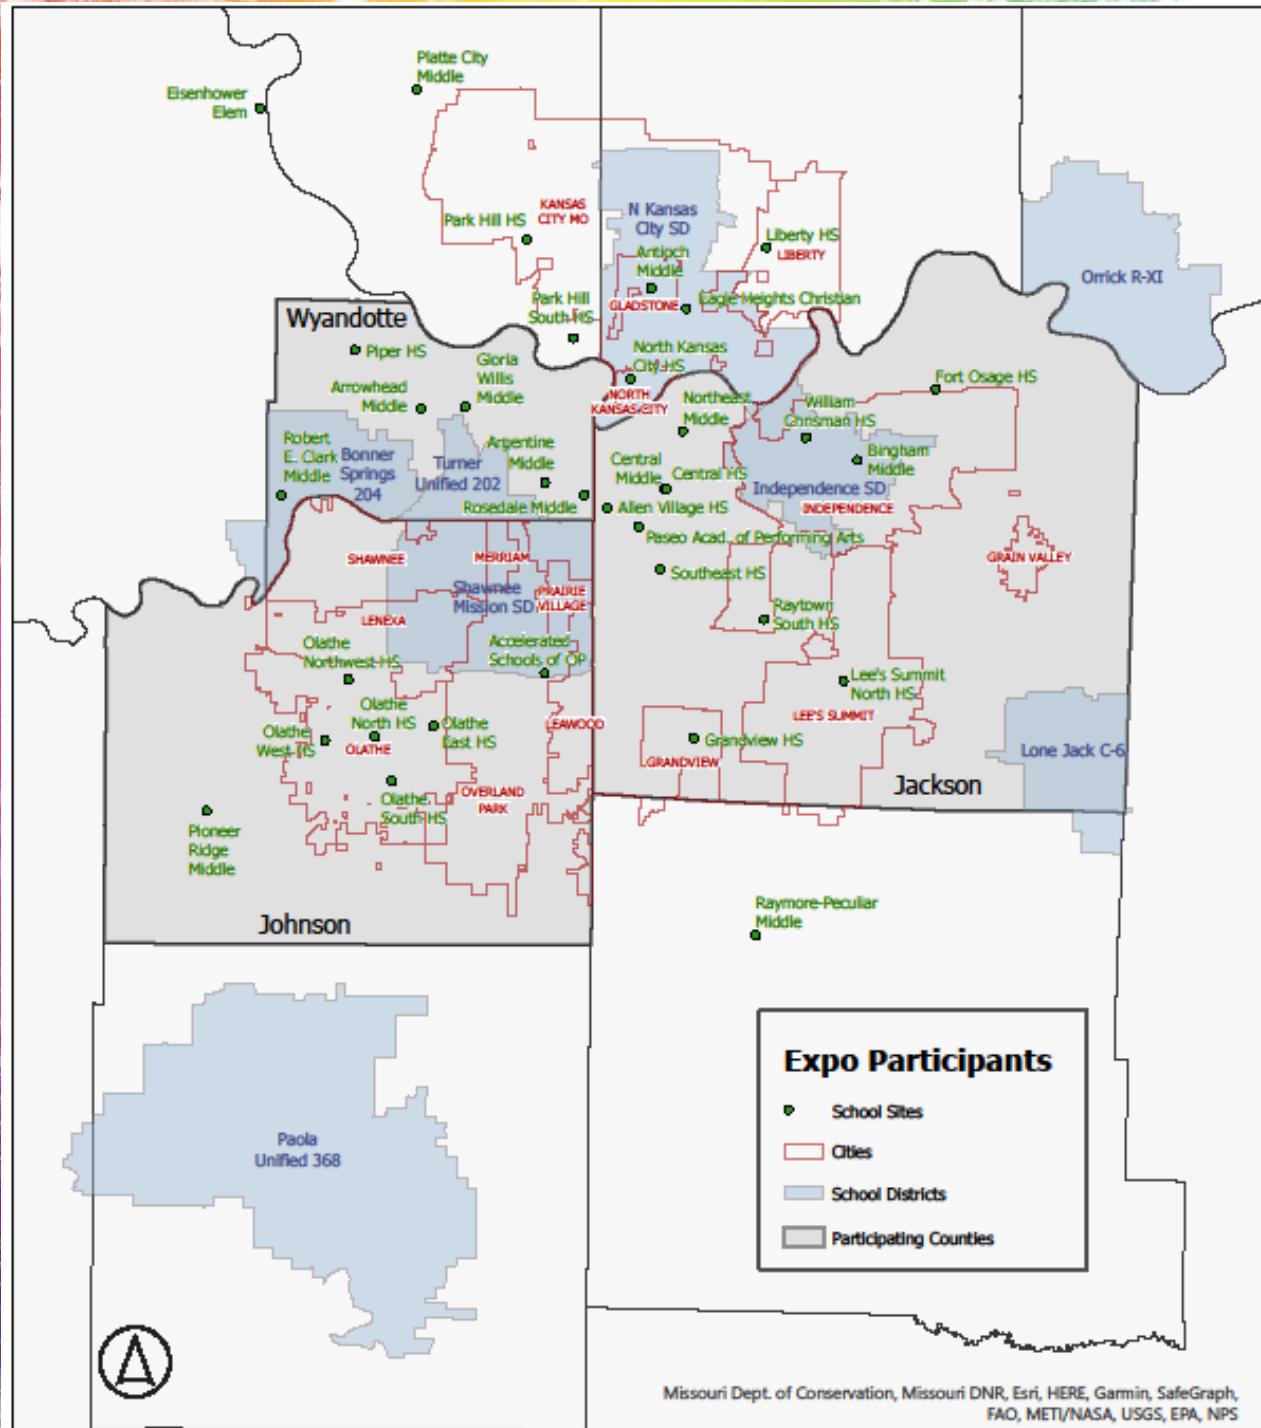 Platte City
Middle
Eisenhower
Elem
KANSAS
CITY MO
Park Hill HS
N Kansas
City SD
Liberty HS
LIBERTY
Antioch
Middle
Orrick R-XI
Park Hill
South HS
GLADSTONE
Eagle Heights Christian
Wyandotte
Piper HS
Gloria
Willis
Middle
North Kansas
City HS
Arrowhead
Middle
NORTH
KANSAS CITY
Northeast
Middle
William
Chrisman HS
Fort Osage HS
Robert
E. Clark
Middle
Bonner
Springs
204
Turner
Unified 202
Argentine
Middle
Rosedale Middle
Central
Middle
Central HS
Bingham
Middle
Independence SD
INDEPENDENCE
Allen Village HS
Paseo Acad. of Performing Arts
SHAWNEE
MERRIAM
GRAIN VALLEY
Southeast HS
Shawnee
Mission SD
PRAIRIE
VILLAGE
LENEXA
Raytown
South HS
Olathe
Northwest HS
Accelerated
Schools of OP
Lee's Summit
North HS
Olathe
North HS
Olathe
East HS
LEAWOOD
LEE'S SUMMIT
Olathe
West HS
OLATHE
Grandview HS
GRANDVIEW
Lone Jack C-6
Jackson
OVERLAND
PARK
Olathe
South HS
Pioneer
Ridge
Middle
Johnson
Raymore-Peculiar
Middle
Paola
Unified 368
Expo Participants
School Sites
Cities
School Districts
Participating Counties
Missouri Dept. of Conservation, Missouri DNR, Esri, HERE, Garmin, SafeGraph,
FAO, METI/NASA, USGS, EPA, NPS